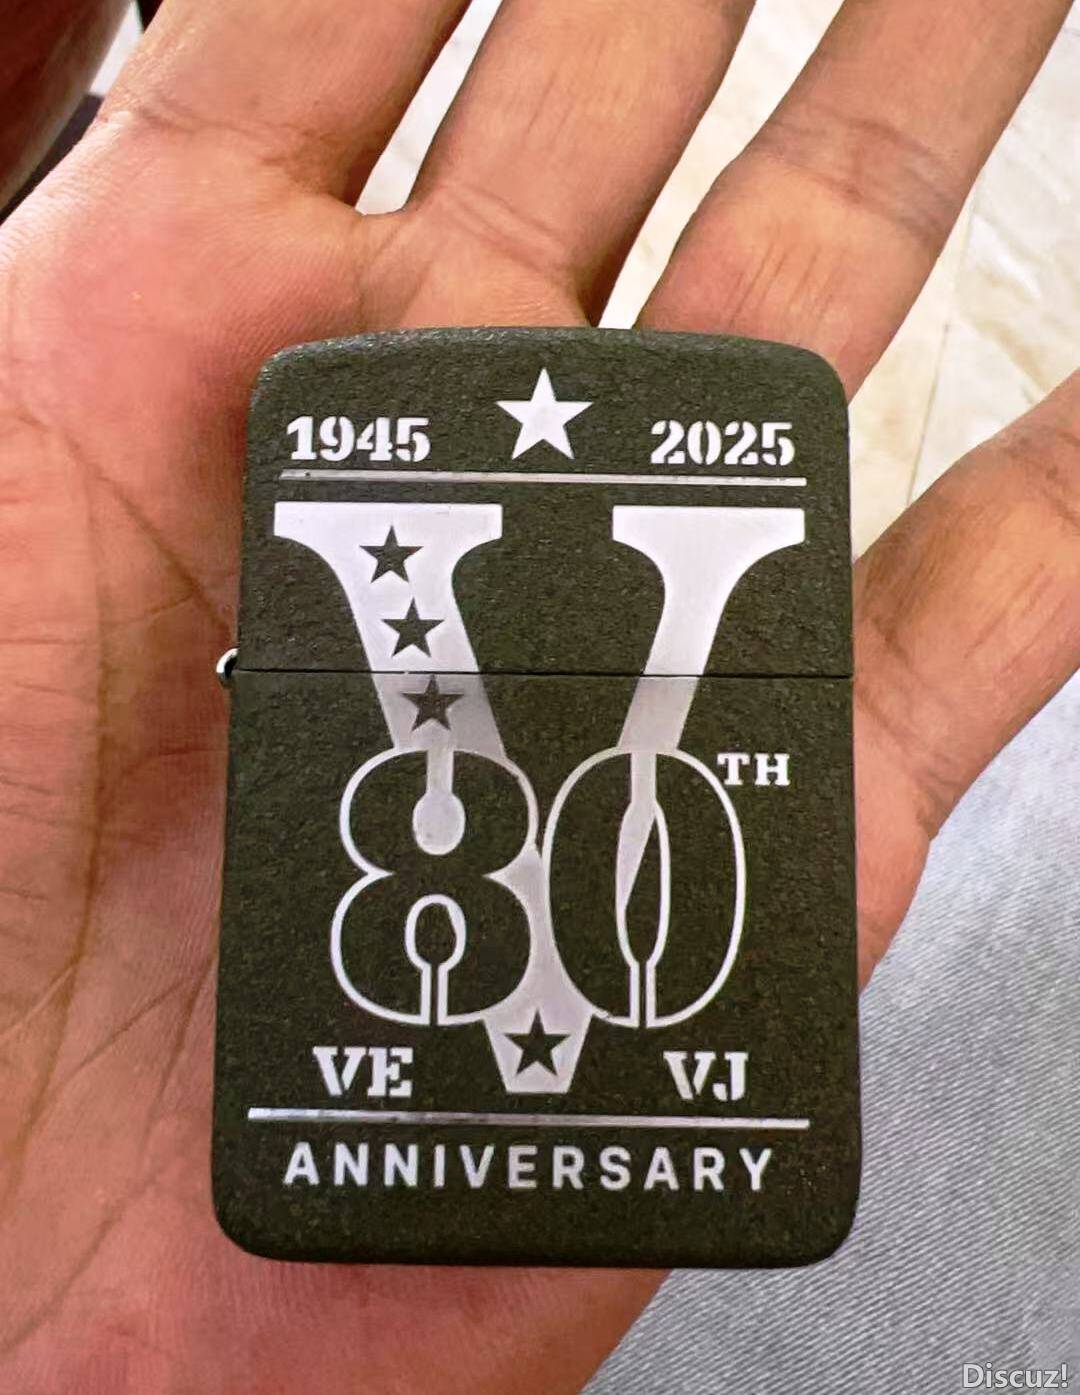 1945 2025
V
80TH
VE VJ
ANNIVERSARY
Discuz!